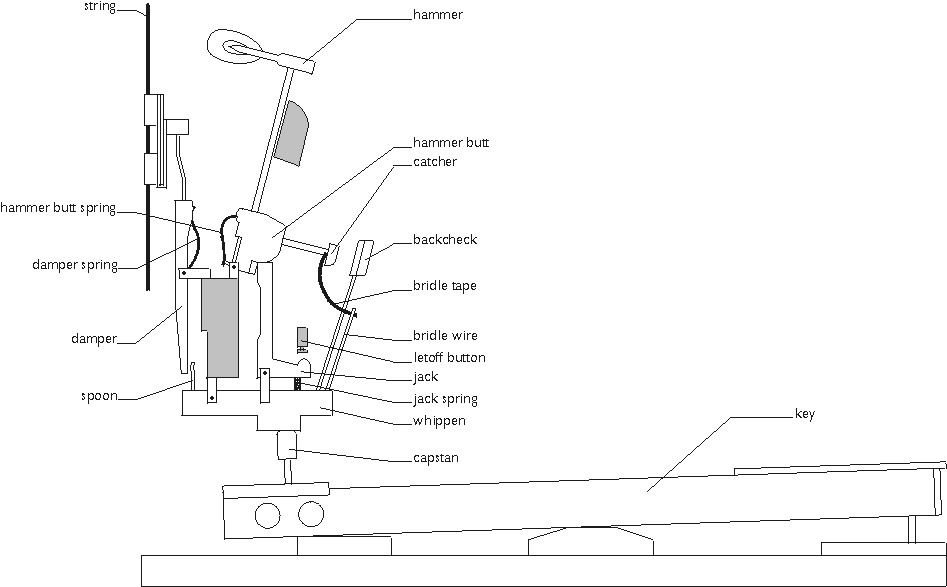 string
hammer
hammer butt
catcher
hammer butt spring
backcheck
damper spring
bridle tape
damper
bridle wire
letoff button
jack
spoon
jack spring
whippen
key
capstan